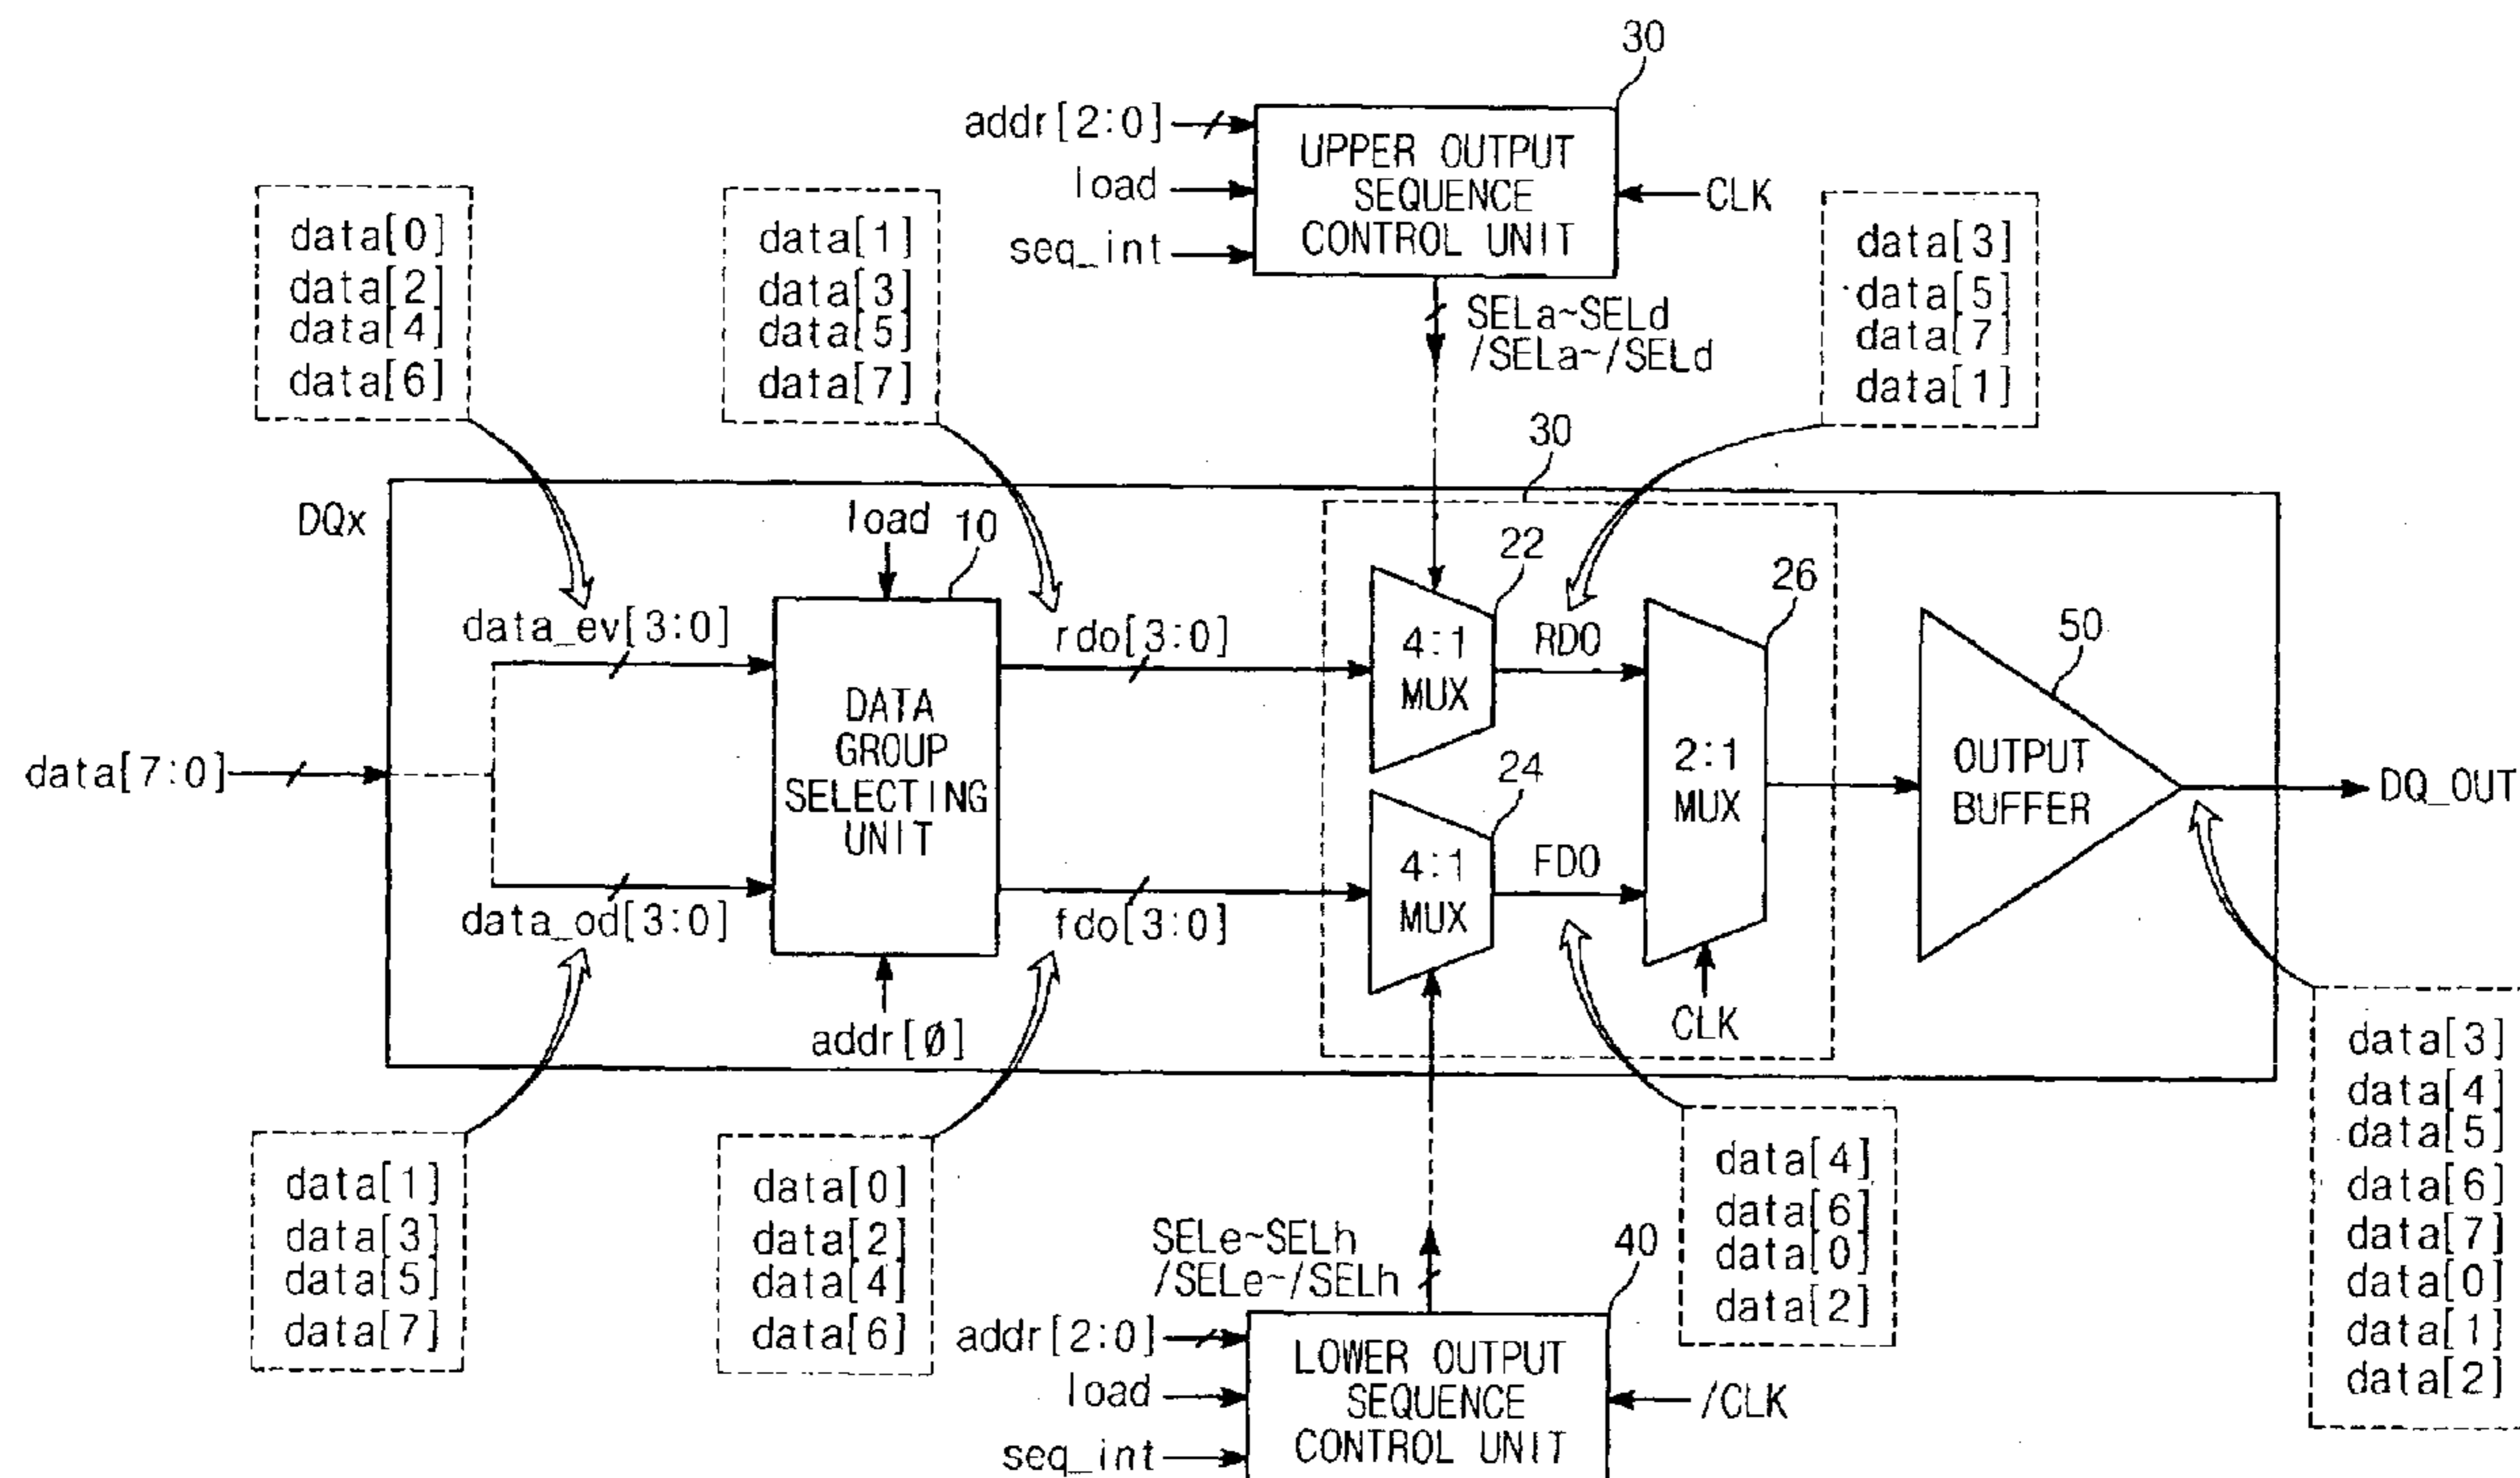 30
addr[2:0]
load
seq_int
UPPER OUTPUT
SEQUENCE
CONTROL UNIT
CLK
data[0]
data[2]
data[4]
data[6]
data[1]
data[3]
data[5]
data[7]
SELa~SELd
/SELa~/SELd
data[3]
data[5]
data[7]
data[1]
30
DQx
load
10
22
26
50
data_ev[3:0]
rdo[3:0]
4:1
MUX
RDO
DATA
GROUP
SELECTING
UNIT
data[7:0]
2:1
MUX
OUTPUT
BUFFER
DQ_OUT
24
4:1
MUX
FDO
data_od[3:0]
fdo[3:0]
addr[0]
CLK
data[1]
data[3]
data[5]
data[7]
data[0]
data[2]
data[4]
data[6]
data[4]
data[6]
data[0]
data[2]
data[3]
data[4]
data[5]
data[6]
data[7]
data[0]
data[1]
data[2]
SELe~SELh
/SELe~/SELh
40
addr[2:0]
load
seq_int
LOWER OUTPUT
SEQUENCE
CONTROL UNIT
/CLK